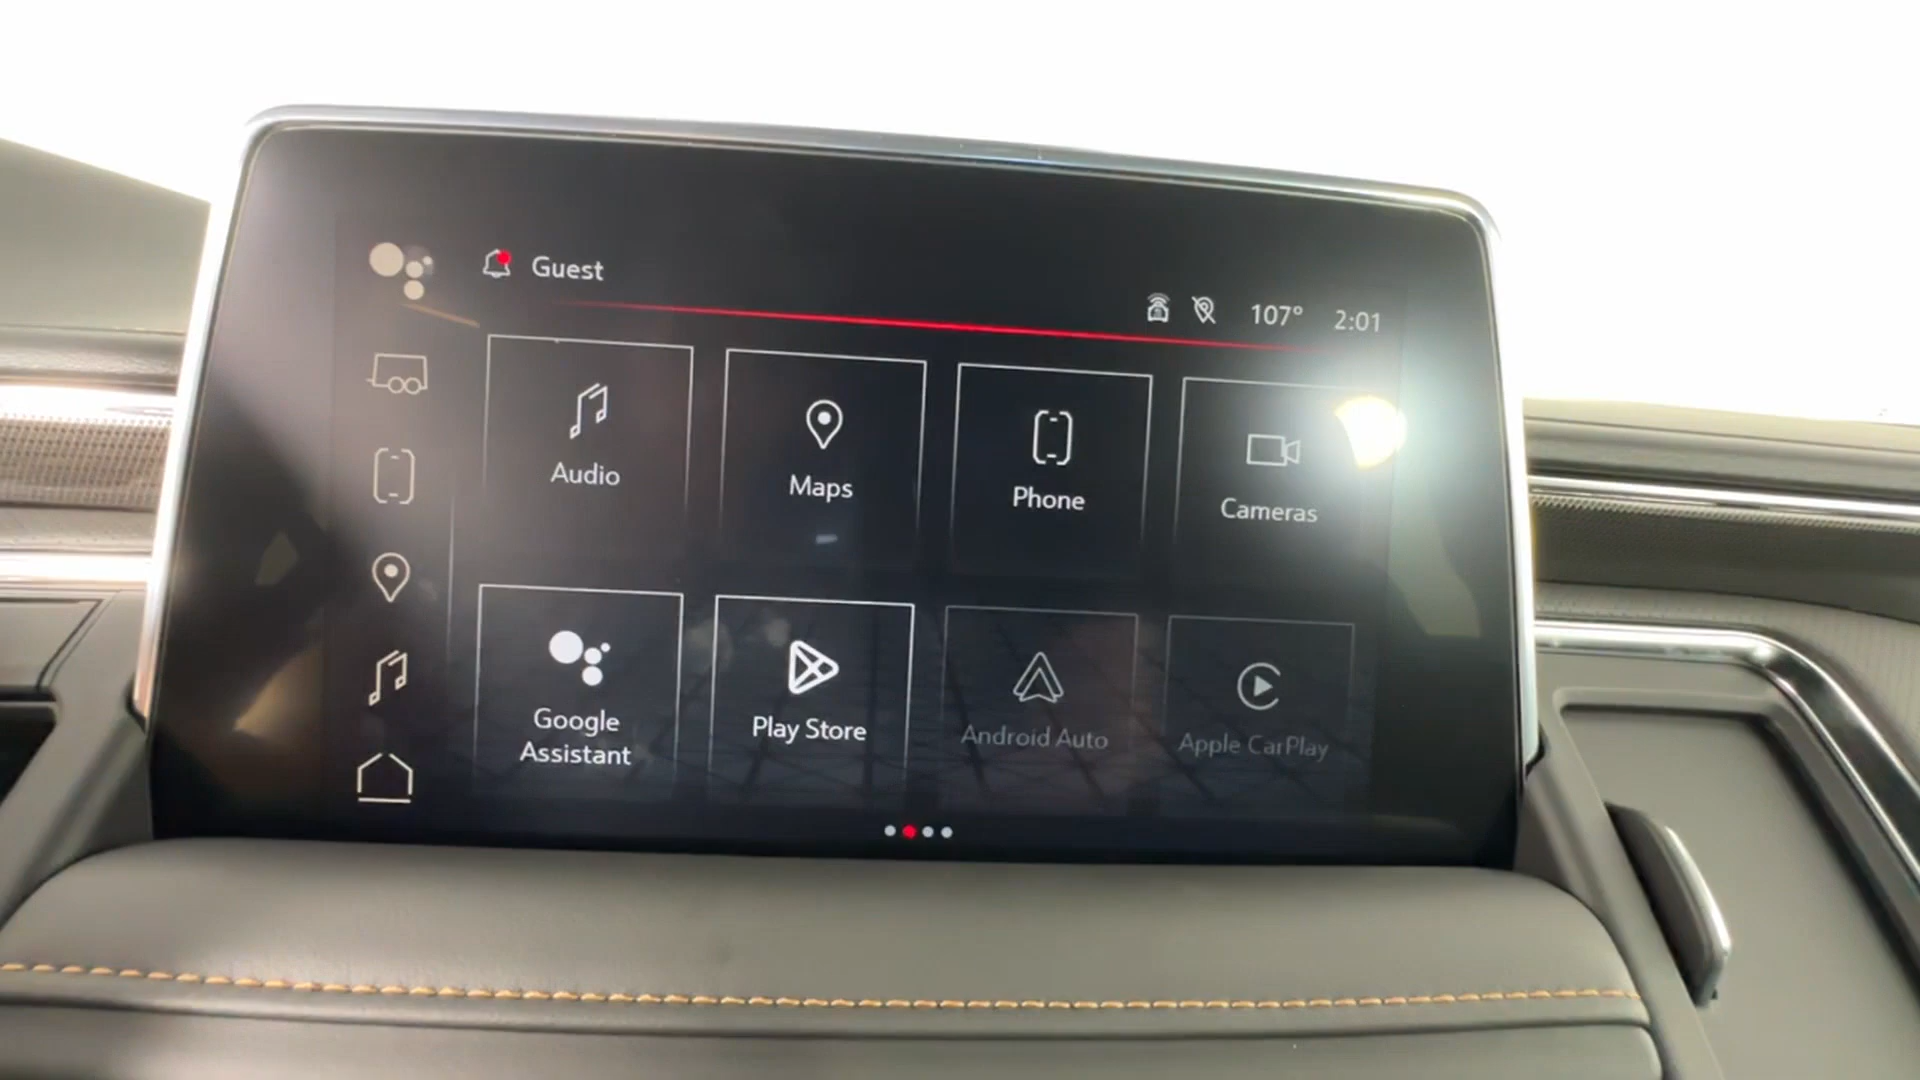 Guest
107° 2:01
Audio
Maps
Phone
Cameras
Google
Assistant
Play Store
Android Auto
Apple CarPlay